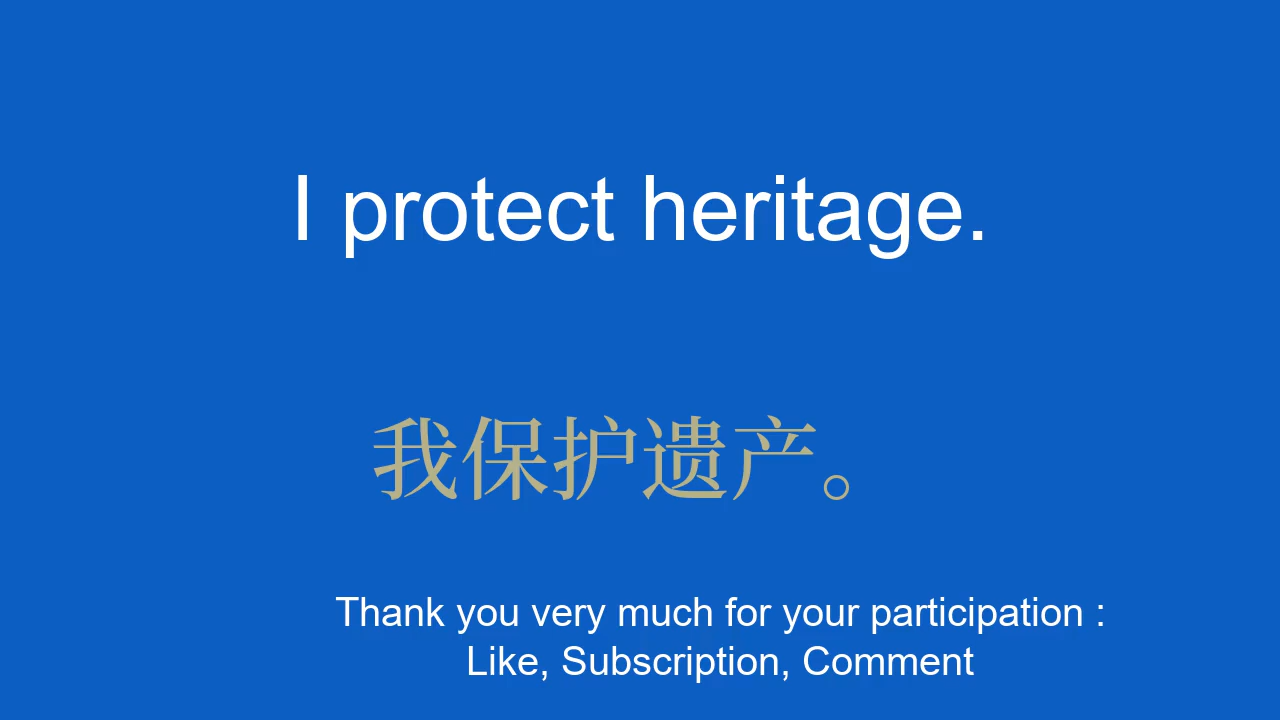 I protect heritage.
我保护遗产。
Thank you very much for your participation :
Like, Subscription, Comment